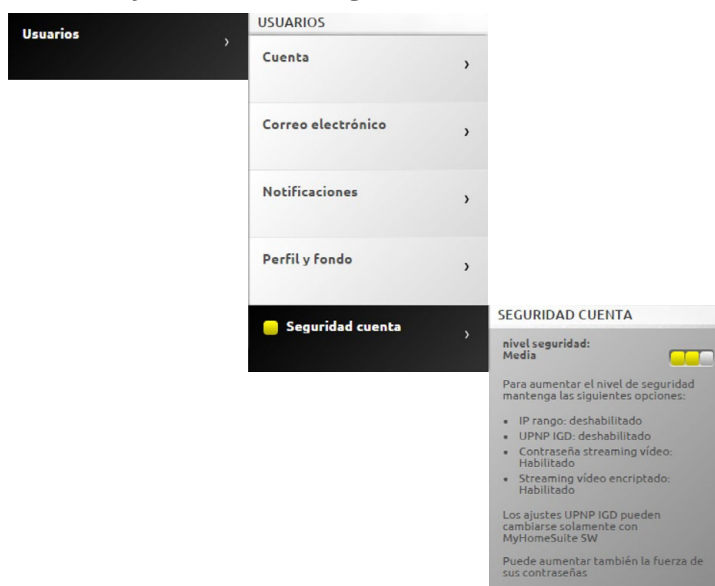 Usuarios
USUARIOS
Cuenta
Correo electrónico
Notificaciones
Perfil y fondo
Seguridad cuenta
SEGURIDAD CUENTA
nivel seguridad:
Media
Para aumentar el nivel de seguridad
mantenga las siguientes opciones:
• IP rango: deshabilitado
• UPNP IGD: deshabilitado
• Contraseña streaming vídeo:
Habilitado
• Streaming vídeo encriptado:
Habilitado
Los ajustes UPNP IGD pueden
cambiarse solamente con
MyHomeSuite SW
Puede aumentar también la fuerza de
sus contraseñas